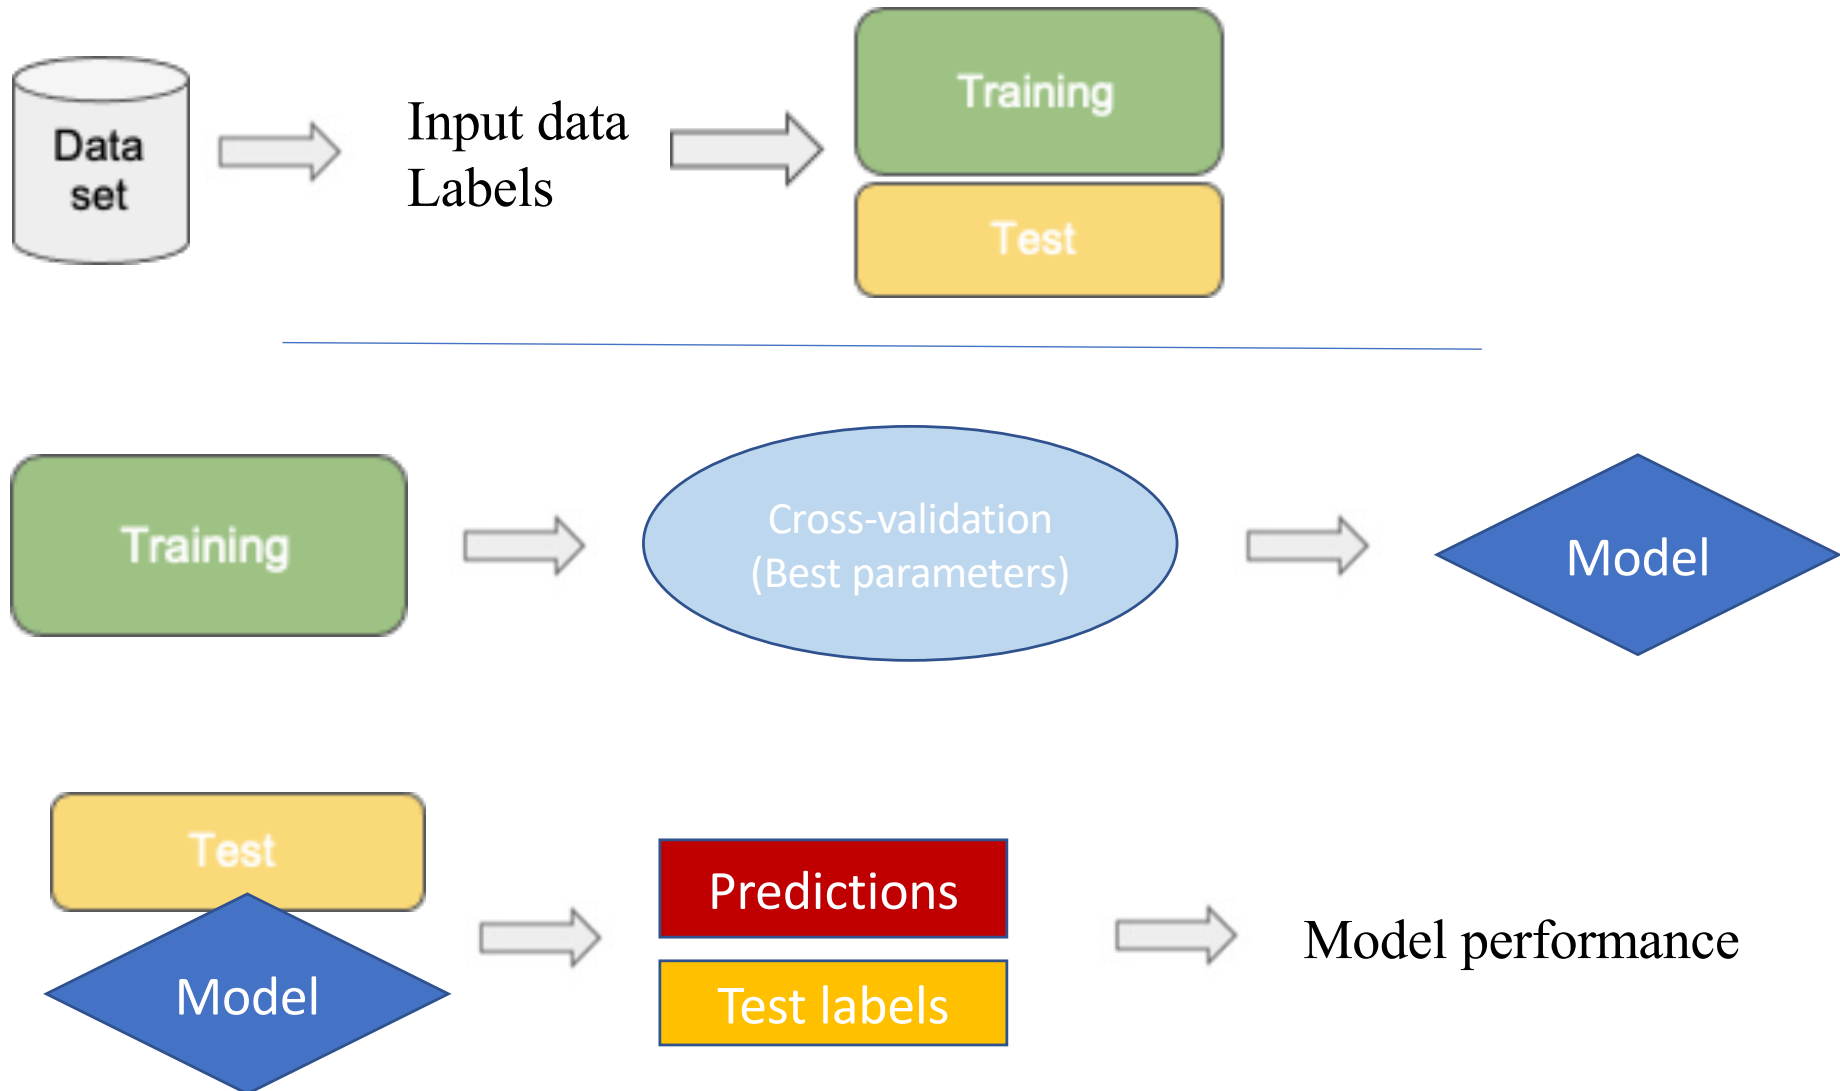 Data
set
Input data
Labels
Training
Test
Training
Cross-validation
(Best parameters)
Model
Test
Model
Predictions
Test labels
Model performance